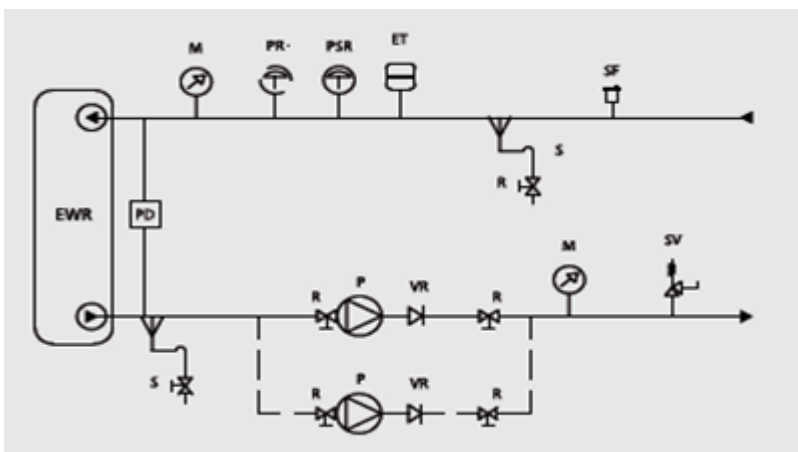 M PR· PSR ET SF
S
R
EWR PD
M SV
R P VR R
S
R P VR R